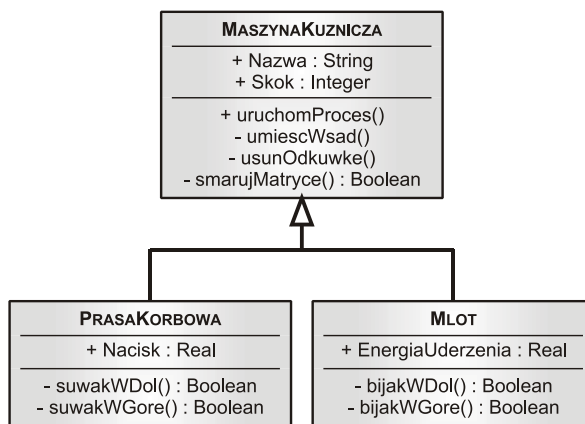 MASZYNAKUZNICZA
+ Nazwa : String
+ Skok : Integer
+ uruchomProces()
- umiescWsad()
- usunOdkuwke()
- smarujMatryce() : Boolean
PRASAKORBOWA
+ Nacisk : Real
- suwakWDol() : Boolean
- suwakWGore() : Boolean
MLOT
+ EnergiaUderzenia : Real
- bijakWDol() : Boolean
- bijakWGore() : Boolean